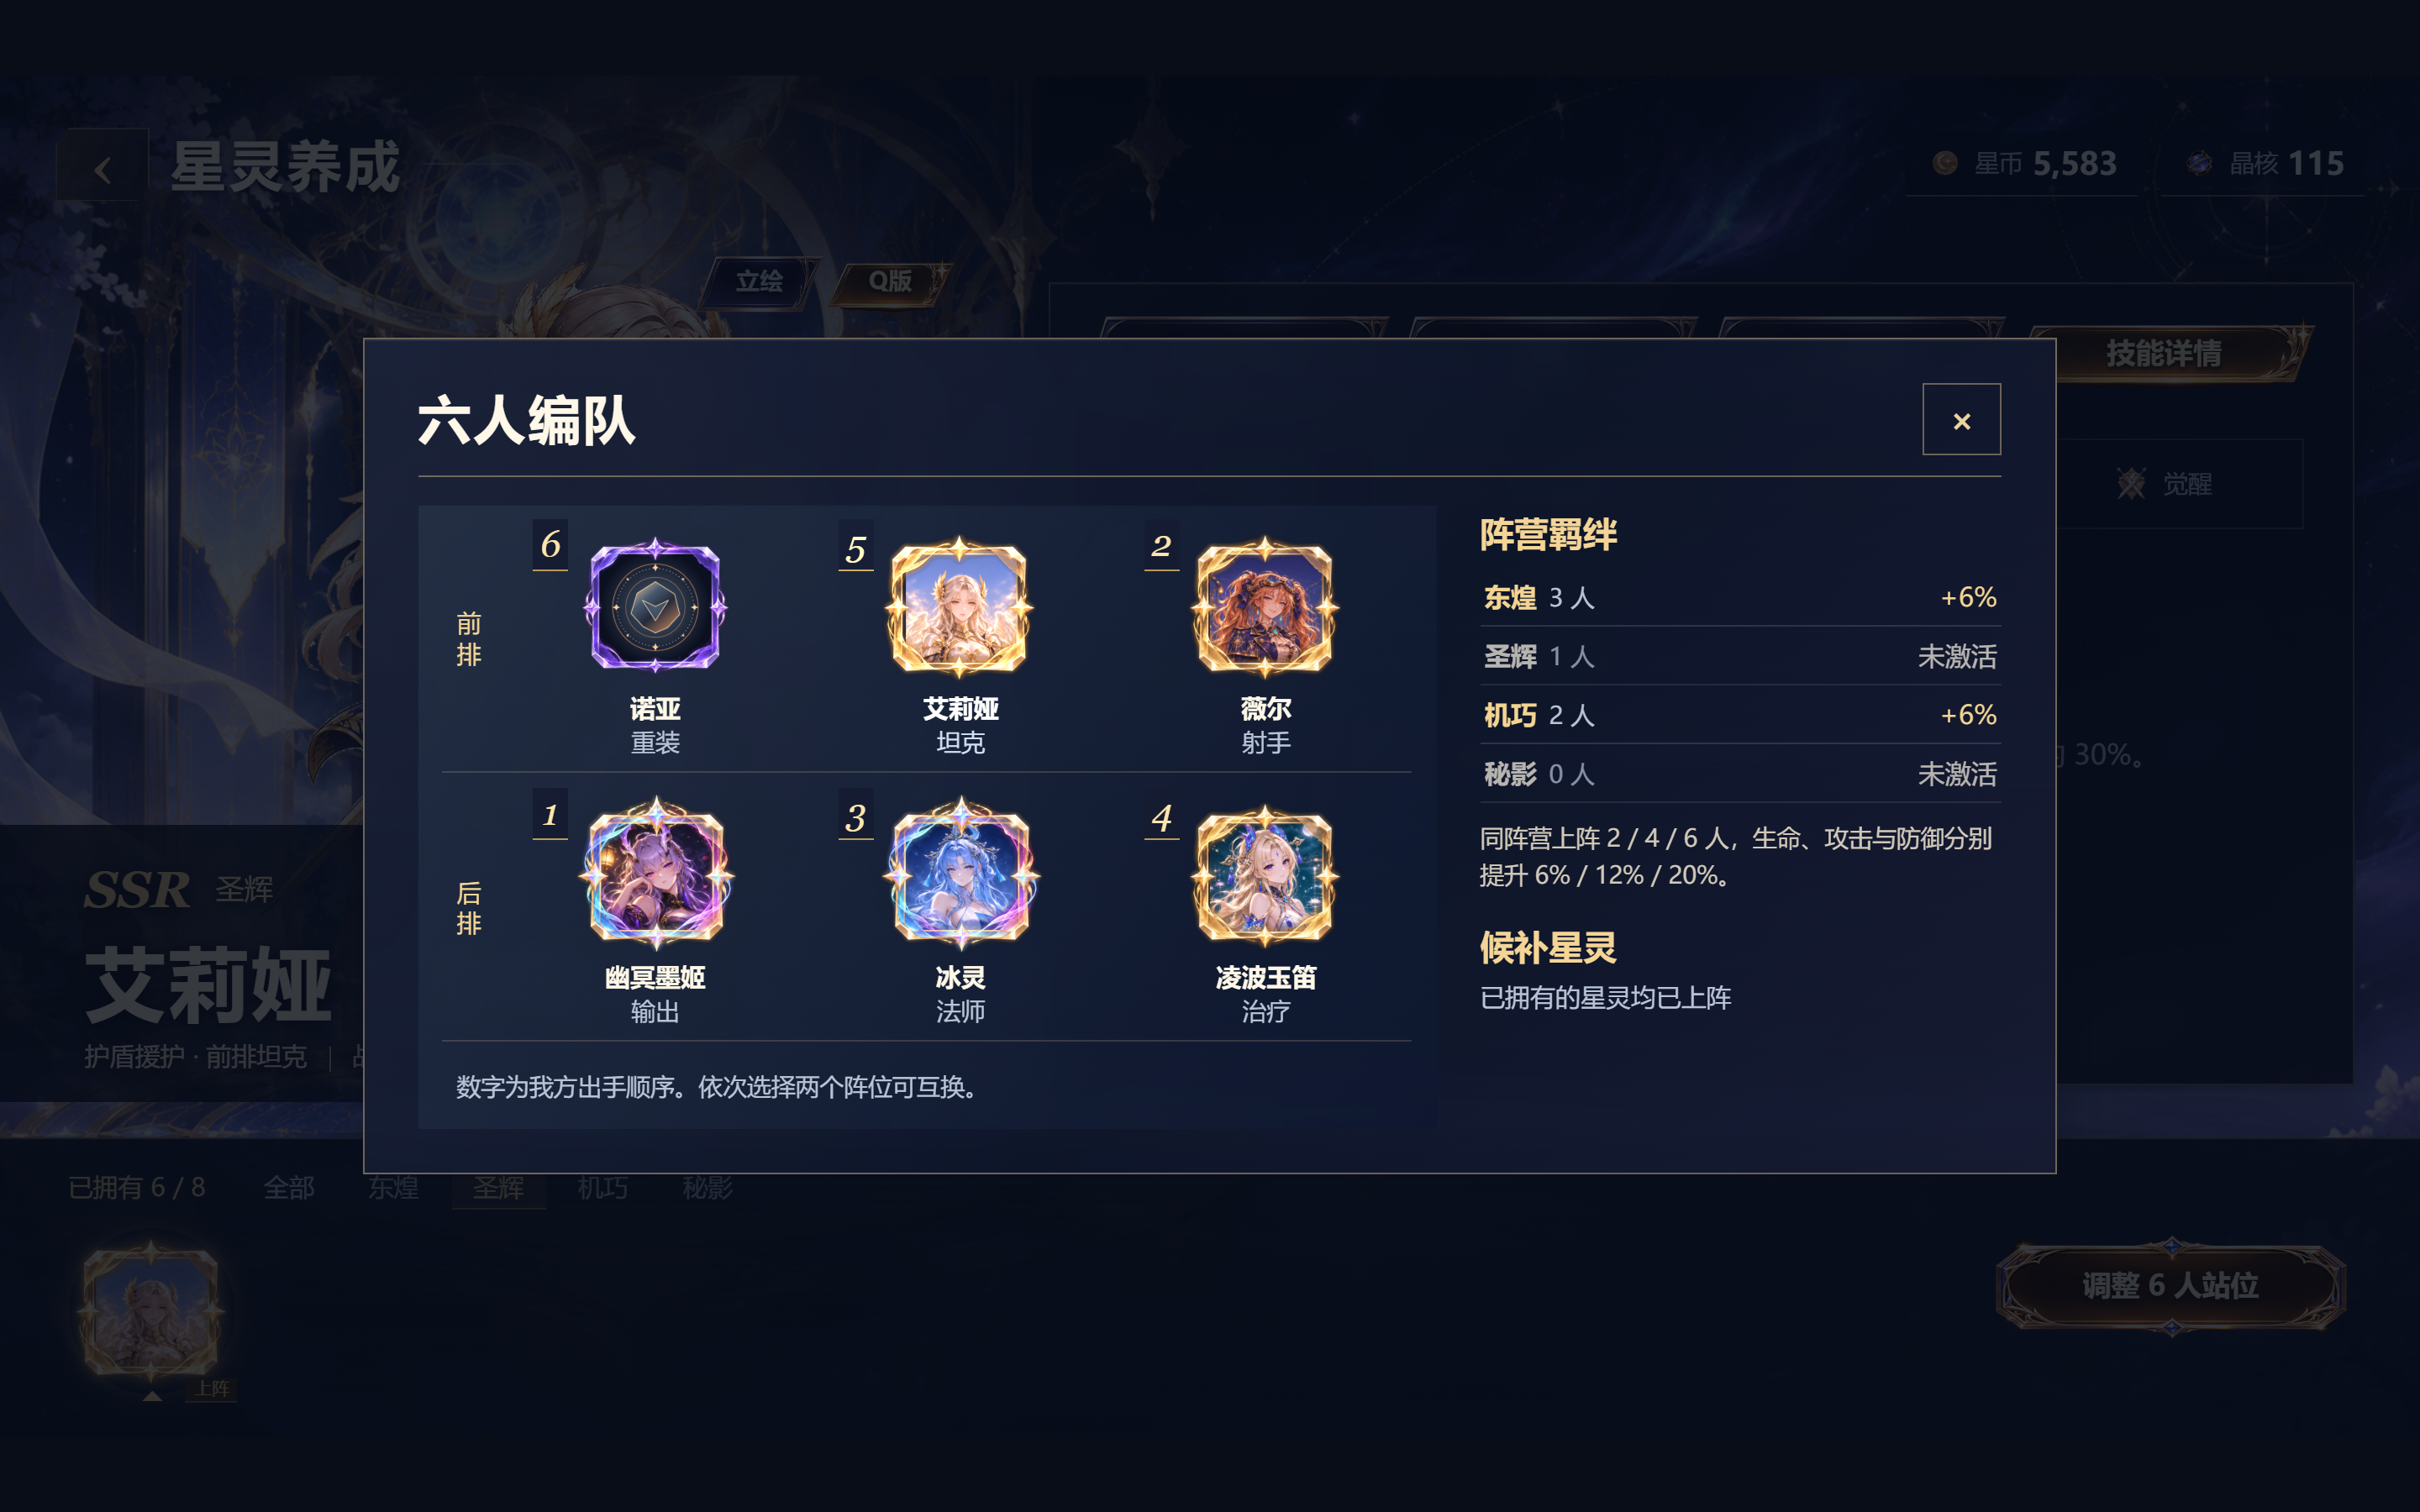 星灵养成
星币 5,583
晶核 115
立绘
Q版
技能详情
六人编队
×
觉醒
前排
6
诺亚
重装
5
艾莉娅
坦克
2
薇尔
射手
后排
1
幽冥墨姬
输出
3
冰灵
法师
4
凌波玉笛
治疗
数字为我方出手顺序。依次选择两个阵位可互换。
阵营羁绊
东煌 3 人 +6%
圣辉 1 人 未激活
机巧 2 人 +6%
秘影 0 人 未激活
同阵营上阵 2 / 4 / 6 人，生命、攻击与防御分别
提升 6% / 12% / 20%。
候补星灵
已拥有的星灵均已上阵
30%。
SSR 圣辉
艾莉娅
护盾援护 · 前排坦克 |
已拥有 6 / 8 全部 东煌 圣辉 机巧 秘影
上阵
调整 6 人站位